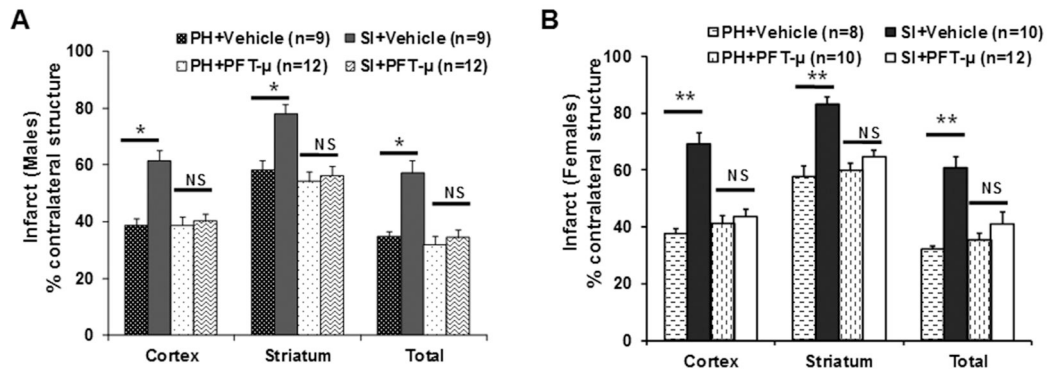 A
PH+Vehicle (n=9) SI+Vehicle (n=9)
PH+PFT-μ (n=12) SI+PFT-μ (n=12)
Infarct (Males)
% contralateral structure
100
80
60
40
20
0
* NS
* NS
* NS
Cortex Striatum Total
B
PH+Vehicle (n=8) SI+Vehicle (n=10)
PH+PFT-μ (n=10) SI+PFT-μ (n=12)
Infarct (Females)
% contralateral structure
100
80
60
40
20
0
** NS
** NS
** NS
Cortex Striatum Total